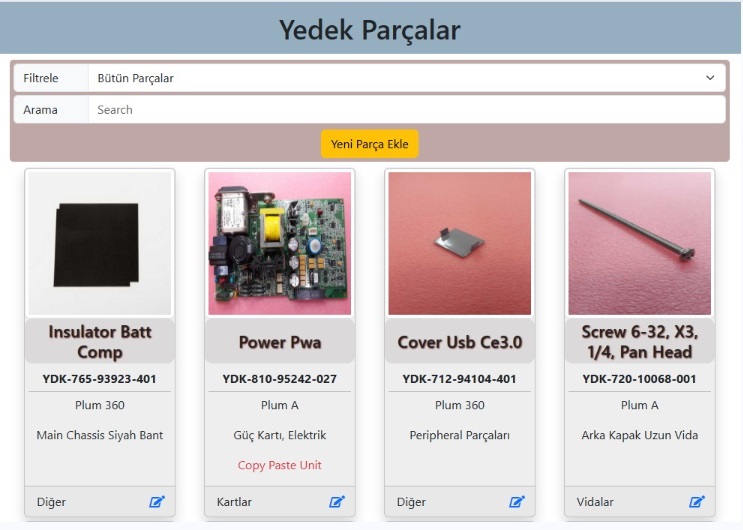 Yedek Parçalar
Filtrele
Bütün Parçalar
Arama
Search
Yeni Parça Ekle
Insulator Batt
Comp
YDK-765-93923-401
Plum 360
Main Chassis Siyah Bant
Diğer
Power Pwa
YDK-810-95242-027
Plum A
Güç Kartı, Elektrik
Copy Paste Unit
Kartlar
Cover Usb Ce3.0
YDK-712-94104-401
Plum 360
Peripheral Parçaları
Diğer
Screw 6-32, X3,
1/4, Pan Head
YDK-720-10068-001
Plum A
Arka Kapak Uzun Vida
Vidalar